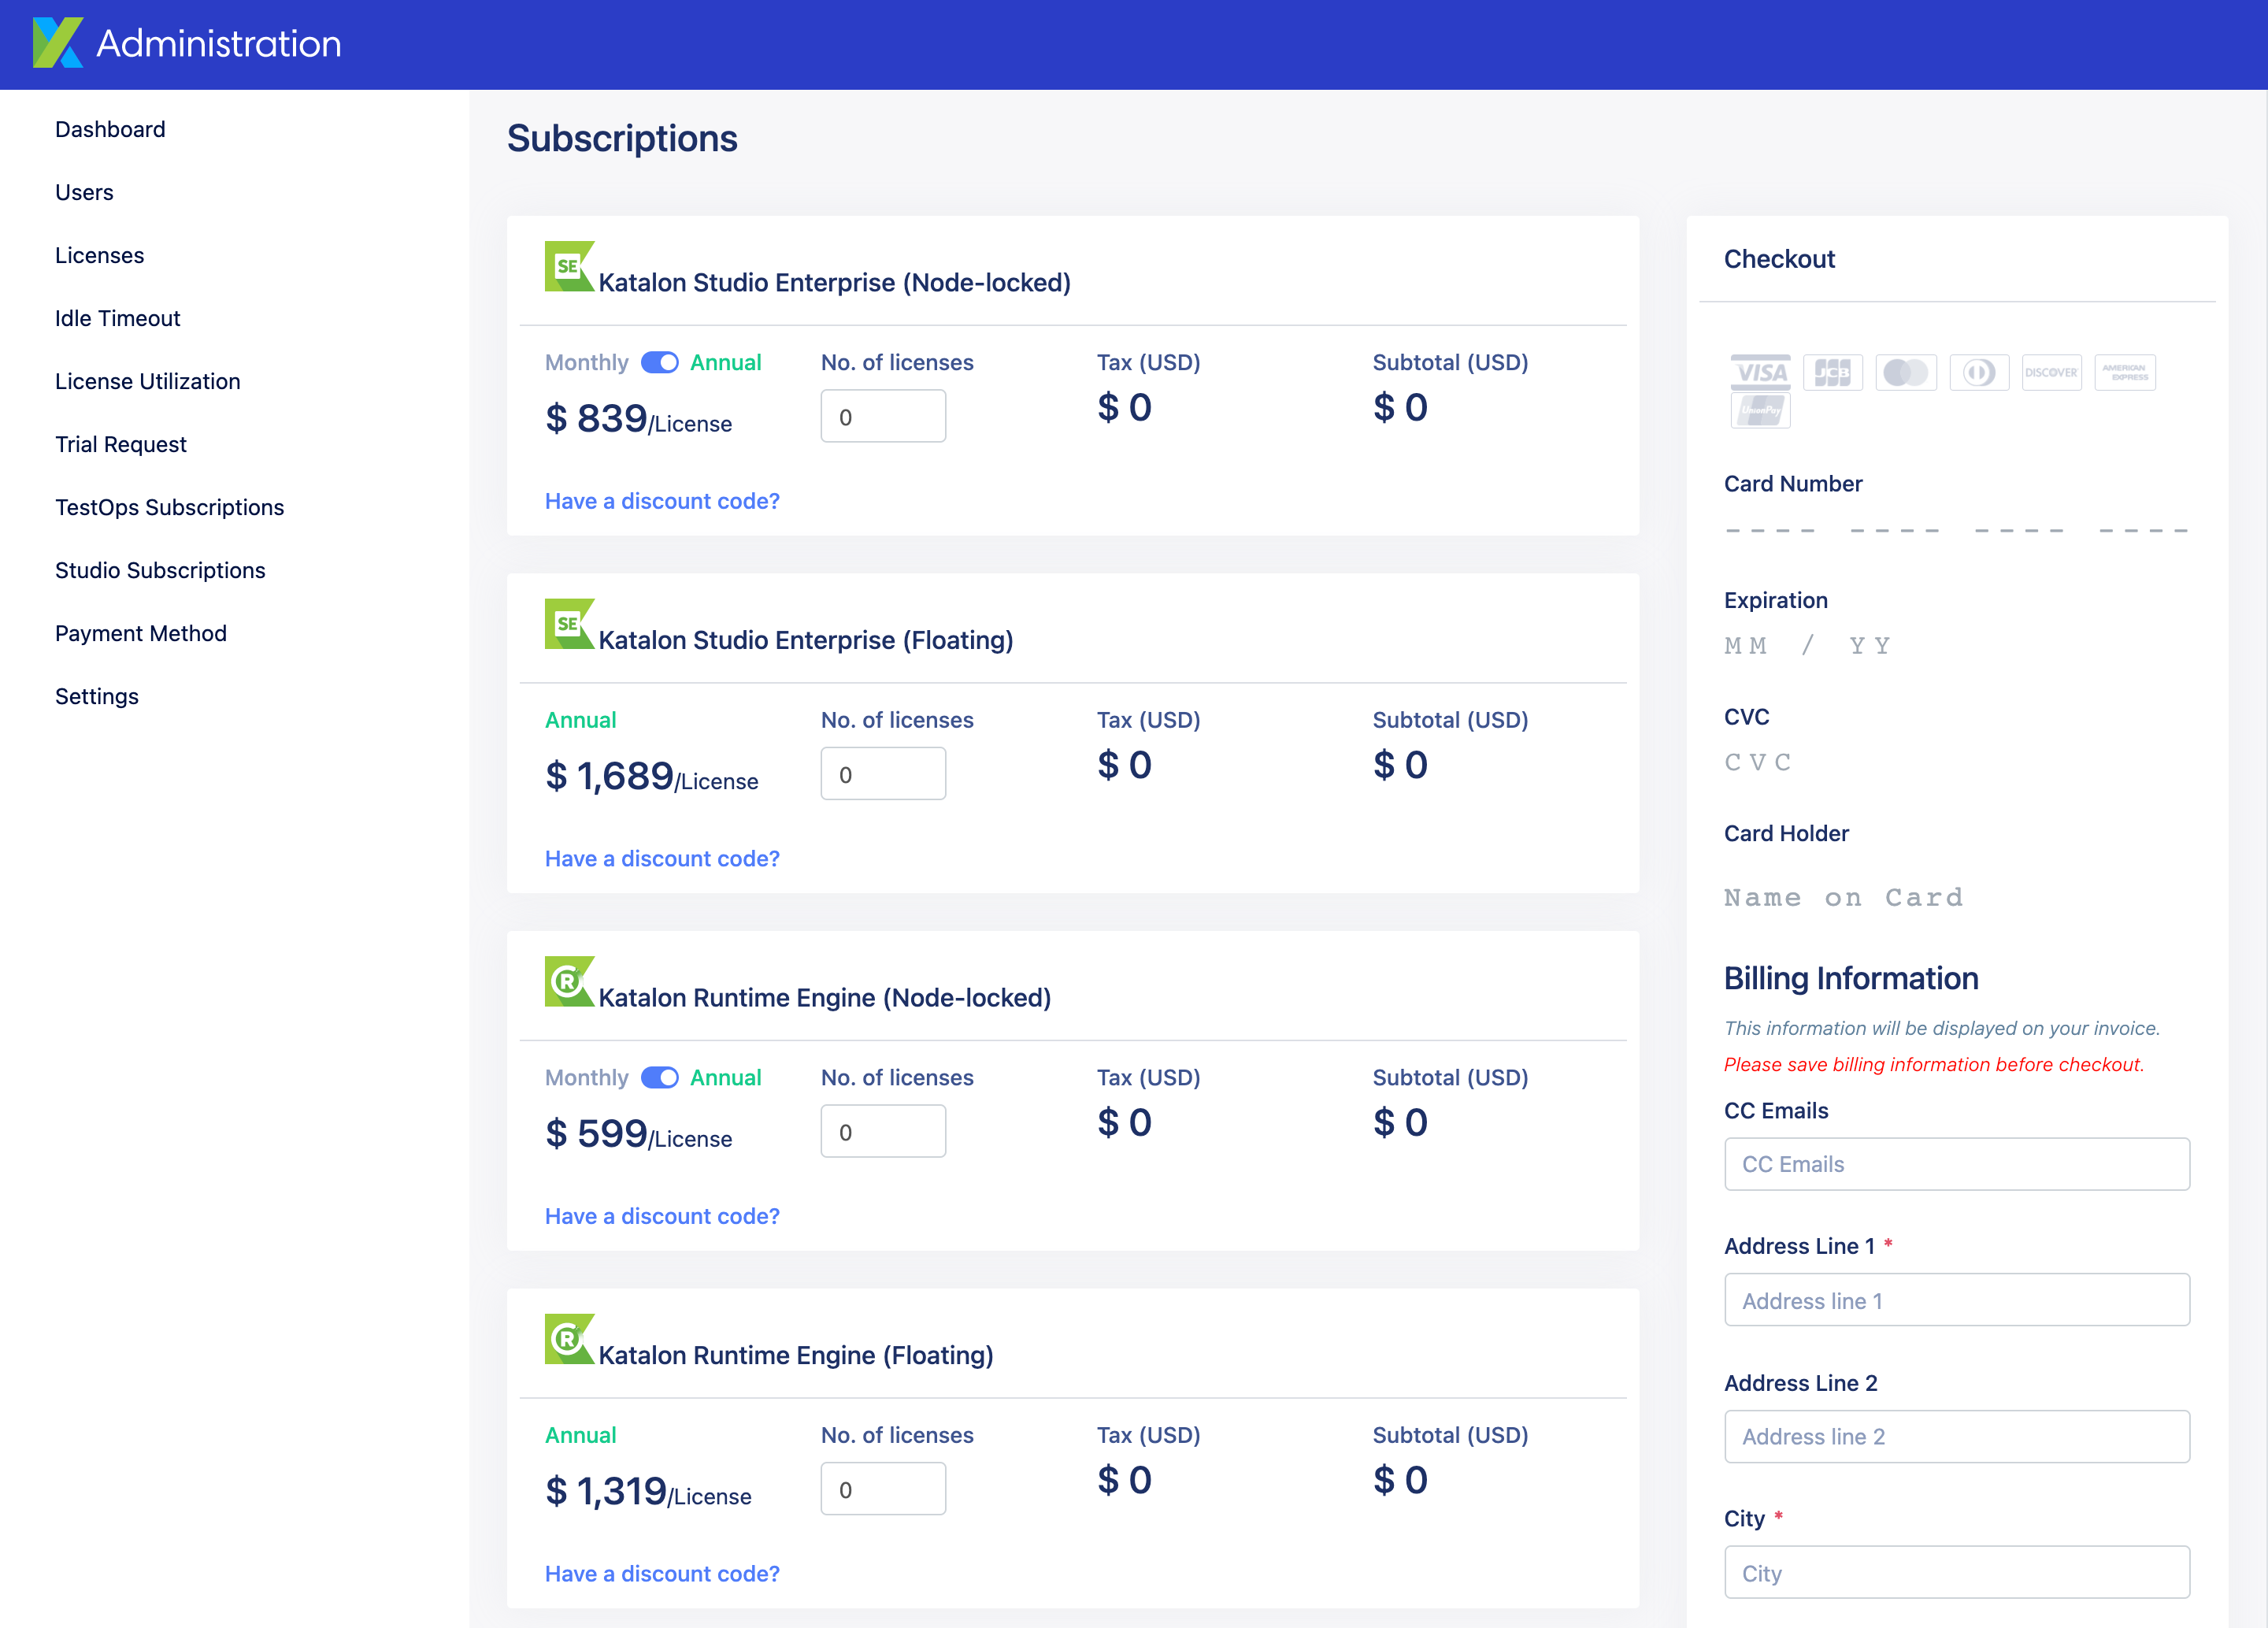 Administration
Dashboard
Users
Licenses
Idle Timeout
License Utilization
Trial Request
TestOps Subscriptions
Studio Subscriptions
Payment Method
Settings
Subscriptions
SE Katalon Studio Enterprise (Node-locked)
Monthly Annual No. of licenses Tax (USD) Subtotal (USD)
$ 839/License 0 $ 0 $ 0
Have a discount code?
SE Katalon Studio Enterprise (Floating)
Annual No. of licenses Tax (USD) Subtotal (USD)
$ 1,689/License 0 $ 0 $ 0
Have a discount code?
R Katalon Runtime Engine (Node-locked)
Monthly Annual No. of licenses Tax (USD) Subtotal (USD)
$ 599/License 0 $ 0 $ 0
Have a discount code?
R Katalon Runtime Engine (Floating)
Annual No. of licenses Tax (USD) Subtotal (USD)
$ 1,319/License 0 $ 0 $ 0
Have a discount code?
Checkout
VISA JCB DISCOVER AMERICAN EXPRESS
UnionPay
Card Number
---- ---- ---- ----
Expiration
MM / YY
CVC
CVC
Card Holder
Name on Card
Billing Information
This information will be displayed on your invoice.
Please save billing information before checkout.
CC Emails
CC Emails
Address Line 1 *
Address line 1
Address Line 2
Address line 2
City *
City